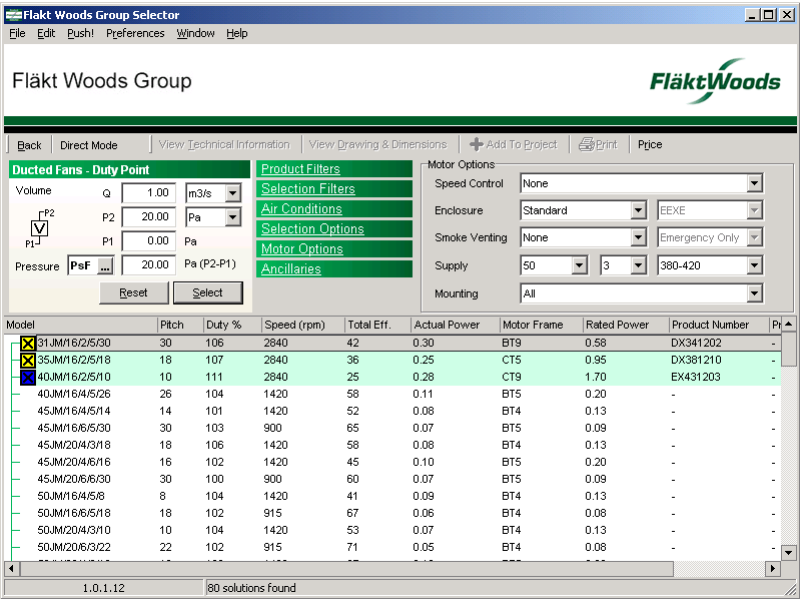 Fläkt Woods Group Selector
File Edit Push! Preferences Window Help
Fläkt Woods Group
FläktWoods
Back Direct Mode View Technical Information View Drawing & Dimensions Add To Project Print Price
Ducted Fans - Duty Point
Volume Q 1.00 m3/s
P2 P2 20.00 Pa
V
P1 P1 0.00 Pa
Pressure PsF ... 20.00 Pa (P2-P1)
Reset Select
Product Filters
Selection Filters
Air Conditions
Selection Options
Motor Options
Ancillaries
Motor Options
Speed Control None
Enclosure Standard EEXE
Smoke Venting None Emergency Only
Supply 50 3 380-420
Mounting All
Model Pitch Duty % Speed (rpm) Total Eff. Actual Power Motor Frame Rated Power Product Number
31JM/16/2/5/30 30 106 2840 42 0.30 BT9 0.58 DX341202 -
35JM/16/2/5/18 18 107 2840 36 0.25 CT5 0.95 DX381210 -
40JM/16/2/5/10 10 111 2840 25 0.28 CT9 1.70 EX431203 -
40JM/16/4/5/26 26 104 1420 58 0.11 BT5 0.20 - -
45JM/16/4/5/14 14 101 1420 52 0.08 BT4 0.13 - -
45JM/16/6/5/30 30 103 900 65 0.07 BT5 0.09 - -
45JM/20/4/3/18 18 106 1420 58 0.08 BT4 0.13 - -
45JM/20/4/6/16 16 102 1420 45 0.10 BT5 0.20 - -
45JM/20/6/6/30 30 100 900 60 0.07 BT5 0.09 - -
50JM/16/4/5/8 8 104 1420 41 0.09 BT4 0.13 - -
50JM/16/6/5/18 18 102 915 67 0.06 BT4 0.08 - -
50JM/20/4/3/10 10 104 1420 53 0.07 BT4 0.13 - -
50JM/20/6/3/22 22 102 915 71 0.05 BT4 0.08 - -
1.0.1.12 80 solutions found